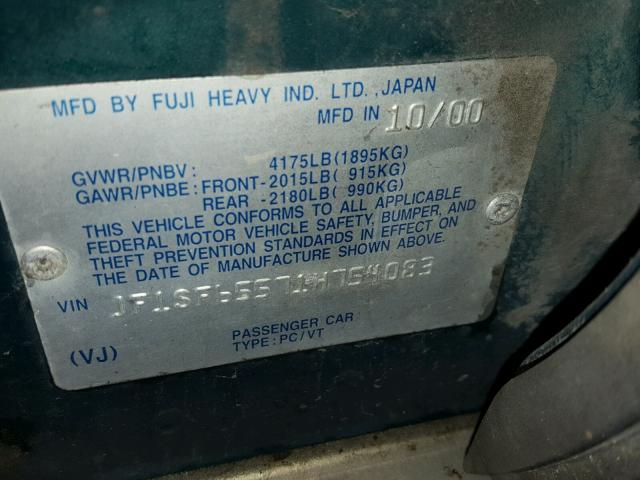 MFD BY FUJI HEAVY IND. LTD. ,JAPAN
MFD IN 10/00
GVWR/PNBV : 4175LB(1895KG)
GAWR/PNBE : FRONT-2015LB( 915KG)
REAR -2180LB( 990KG)
THIS VEHICLE CONFORMS TO ALL APPLICABLE
FEDERAL MOTOR VEHICLE SAFETY, BUMPER, AND
THEFT PREVENTION STANDARDS IN EFFECT ON
THE DATE OF MANUFACTURE SHOWN ABOVE.
VIN
PASSENGER CAR
(VJ) TYPE : PC/VT